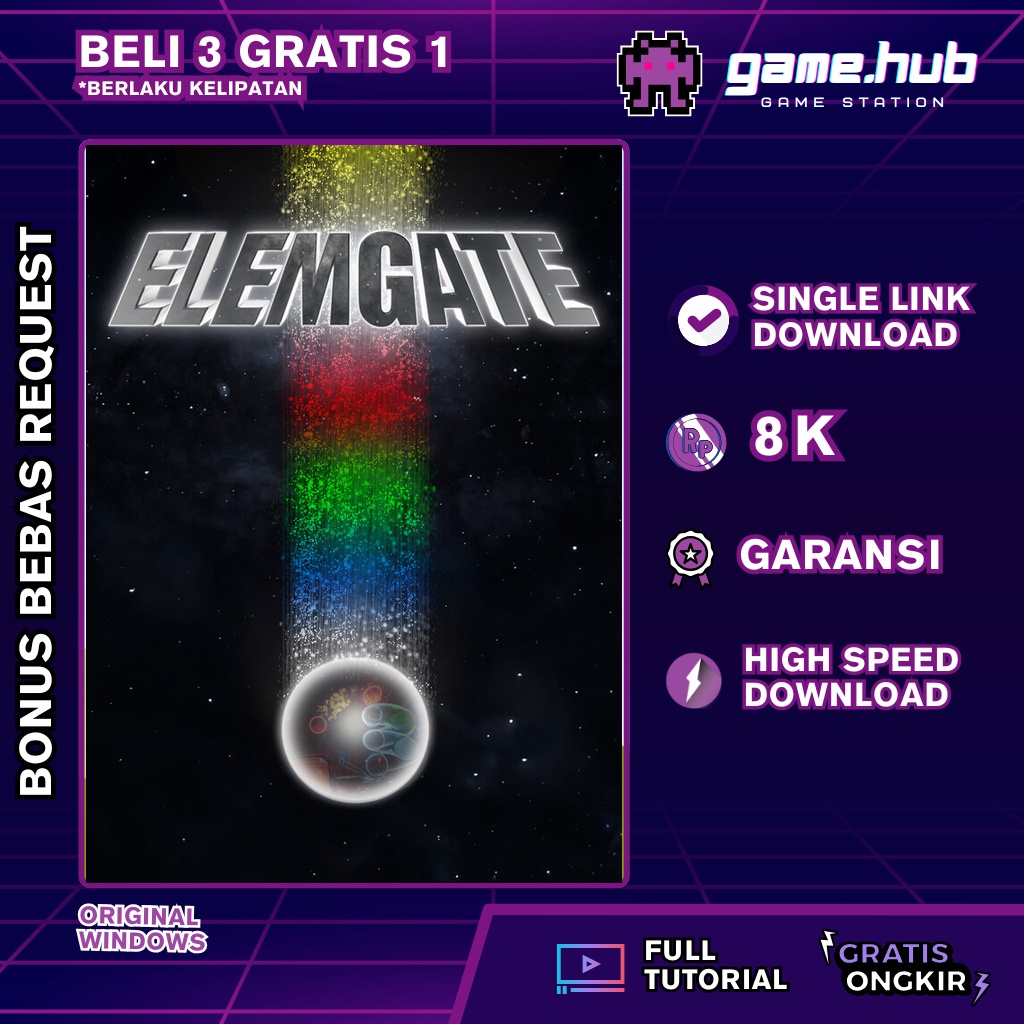 BELI 3 GRATIS 1
*BERLAKU KELIPATAN
game.hub
GAME STATION
BONUS BEBAS REQUEST
ELEMGATE
SINGLE LINK
DOWNLOAD
Rp
8K
GARANSI
HIGH SPEED
DOWNLOAD
ORIGINAL
WINDOWS
FULL
TUTORIAL
GRATIS
ONGKIR